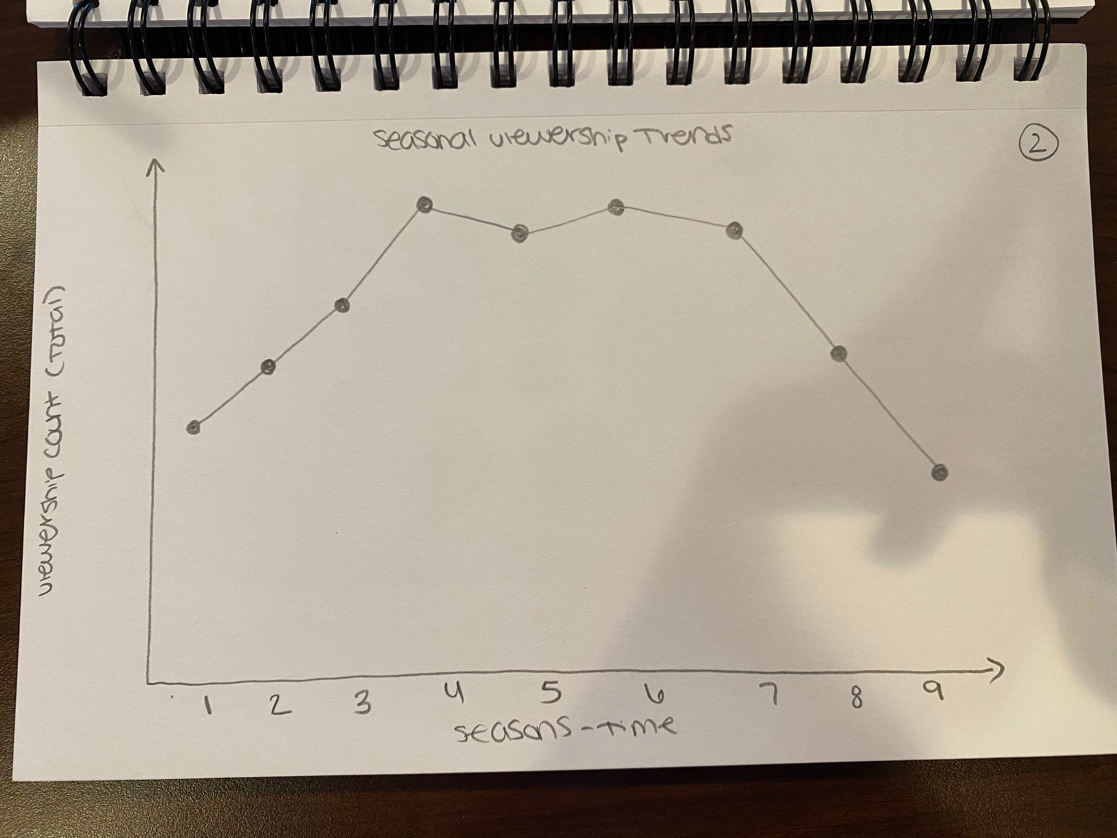 Seasonal viewership Trends
2
viewership count (Total)
1 2 3 4 5 6 7 8 9
seasons-time